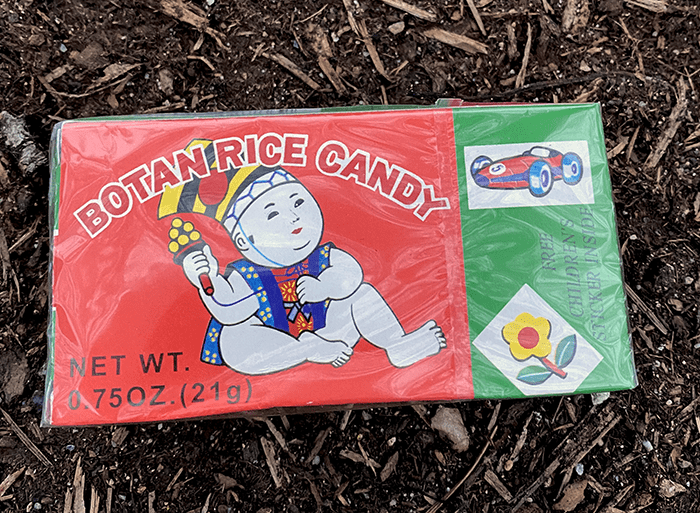 BOTAN RICE CANDY
NET WT.
0.75OZ.(21g)
FREE
CHILDREN'S
STICKER INSIDE